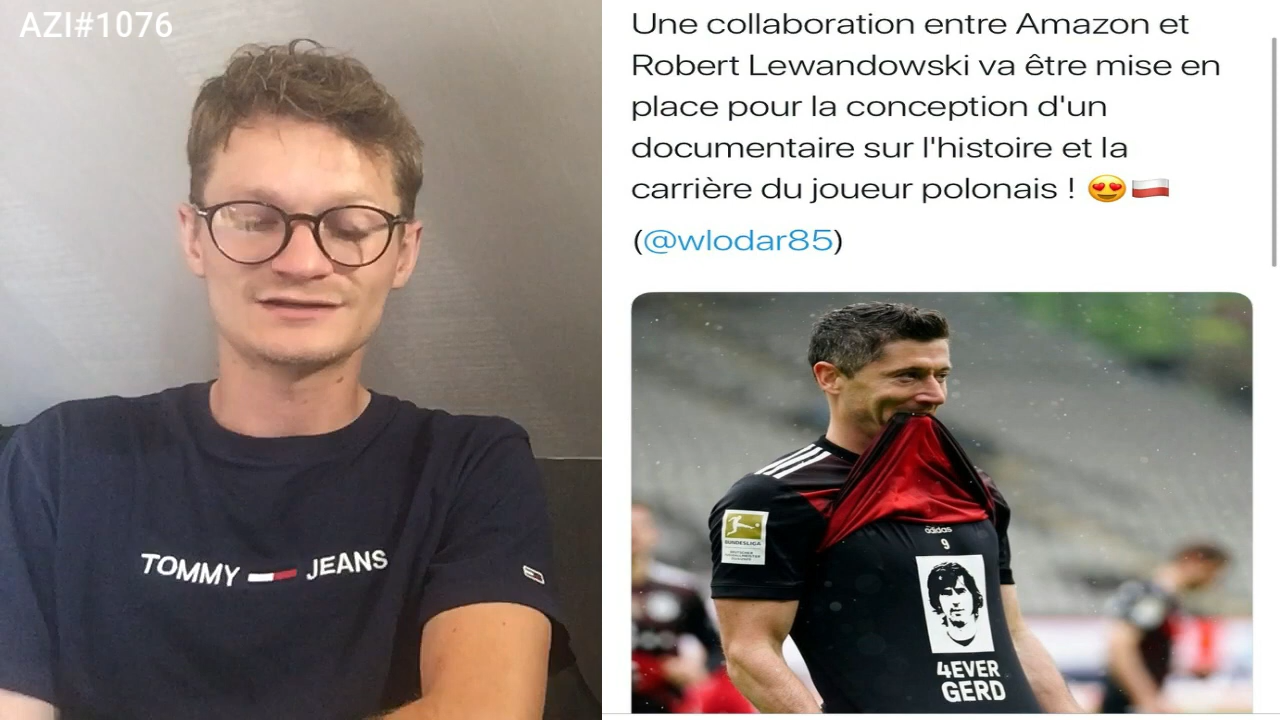 AZI#1076
TOMMY JEANS
Une collaboration entre Amazon et
Robert Lewandowski va être mise en
place pour la conception d'un
documentaire sur l'histoire et la
carrière du joueur polonais ! 😍🇵🇱
(@wlodar85)
BUNDESLIGA
adidas
9
4EVER
GERD